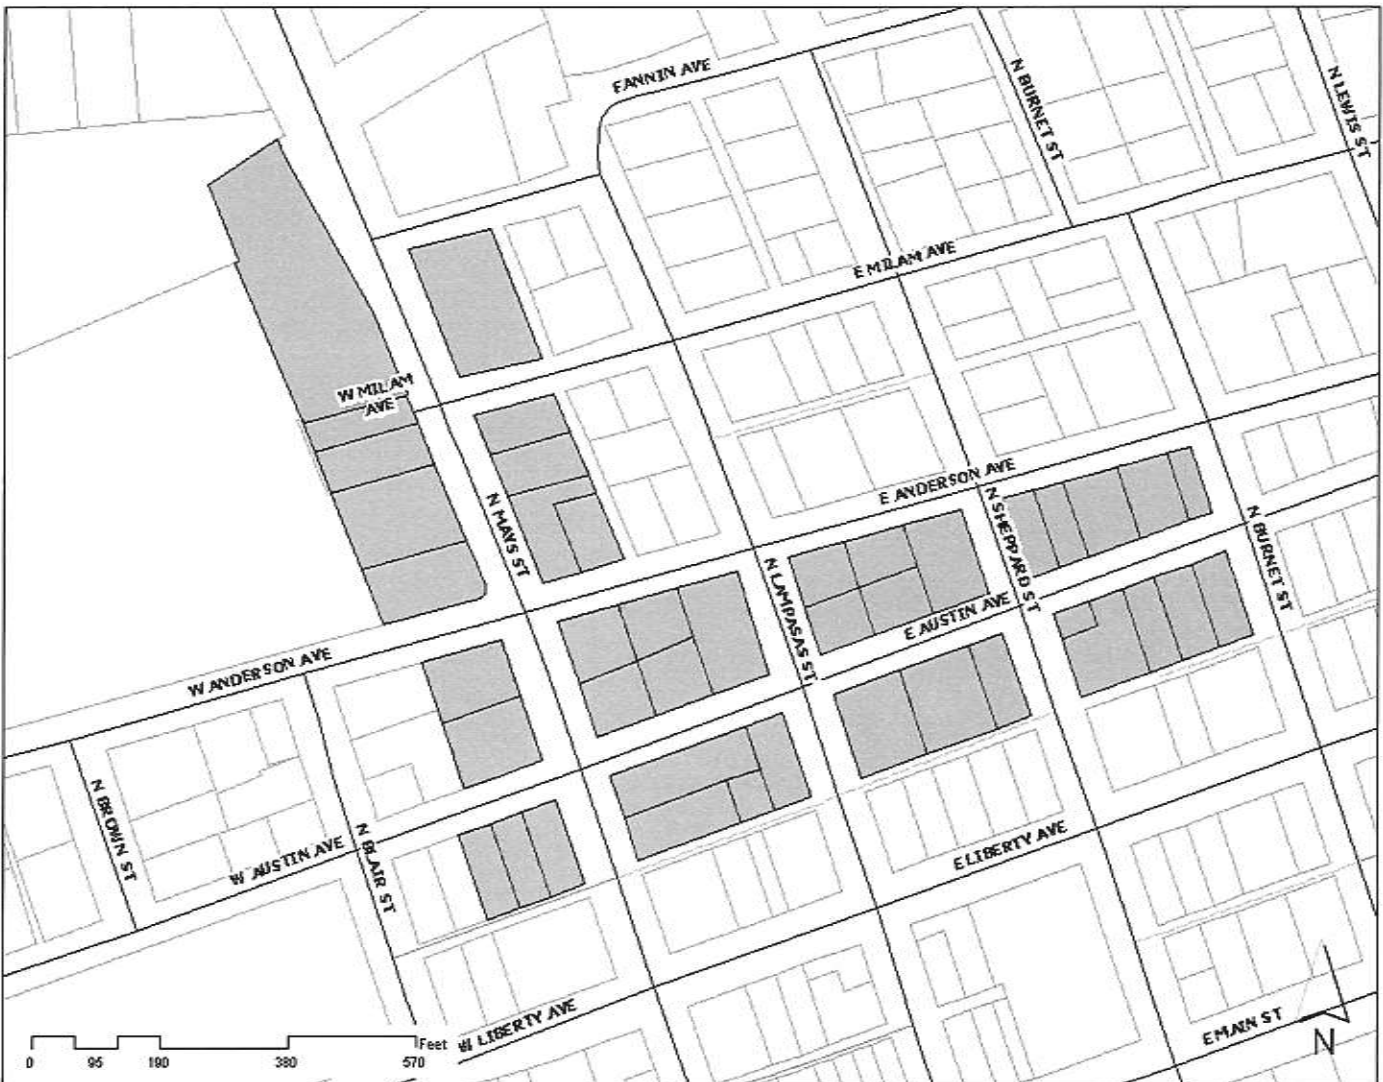 FANNIN AVE
N BURNET ST
N LEWIS ST
E MILAM AVE
W MILAM
AVE
E ANDERSON AVE
N MAYS ST
N SHEPPARD ST
N BURNET ST
N LAMPASAS ST
E AUSTIN AVE
W ANDERSON AVE
N BROWN ST
N BLAIR ST
W AUSTIN AVE
E LIBERTY AVE
W LIBERTY AVE
E MAIN ST
Feet
0 95 190 380 570
N